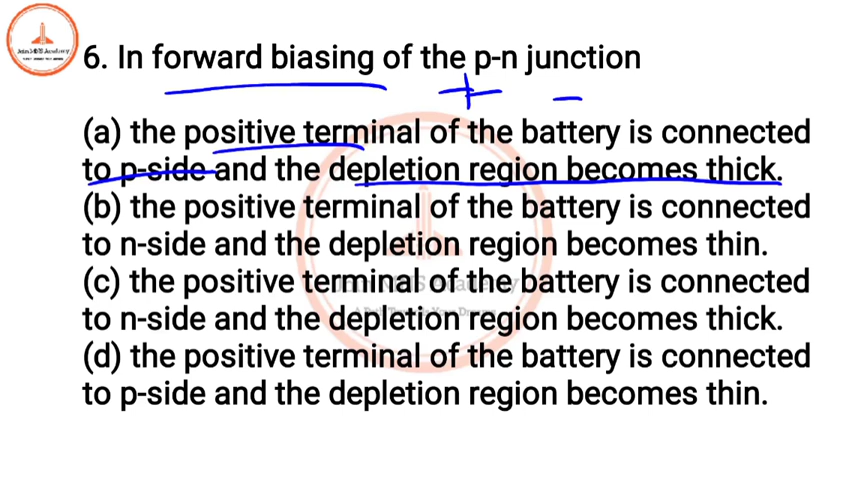 Jain SOS Academy
6. In forward biasing of the p-n junction
+ −
(a) the positive terminal of the battery is connected
to p-side and the depletion region becomes thick.
(b) the positive terminal of the battery is connected
to n-side and the depletion region becomes thin.
(c) the positive terminal of the battery is connected
to n-side and the depletion region becomes thick.
(d) the positive terminal of the battery is connected
to p-side and the depletion region becomes thin.